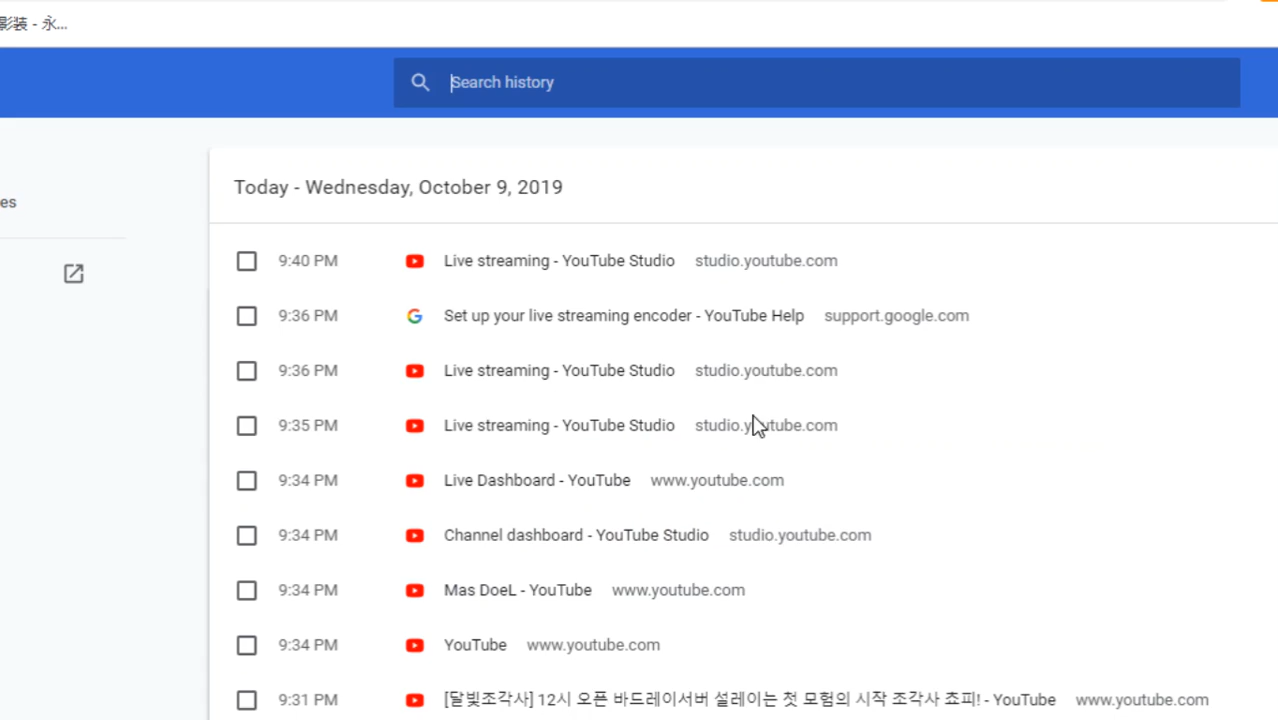 影装 - 永...
Search history
Today - Wednesday, October 9, 2019
es
9:40 PM Live streaming - YouTube Studio studio.youtube.com
9:36 PM Set up your live streaming encoder - YouTube Help support.google.com
9:36 PM Live streaming - YouTube Studio studio.youtube.com
9:35 PM Live streaming - YouTube Studio studio.youtube.com
9:34 PM Live Dashboard - YouTube www.youtube.com
9:34 PM Channel dashboard - YouTube Studio studio.youtube.com
9:34 PM Mas DoeL - YouTube www.youtube.com
9:34 PM YouTube www.youtube.com
9:31 PM [달빛조각사] 12시 오픈 바드레이서버 설레이는 첫 모험의 시작 조각사 쵸피! - YouTube www.youtube.com